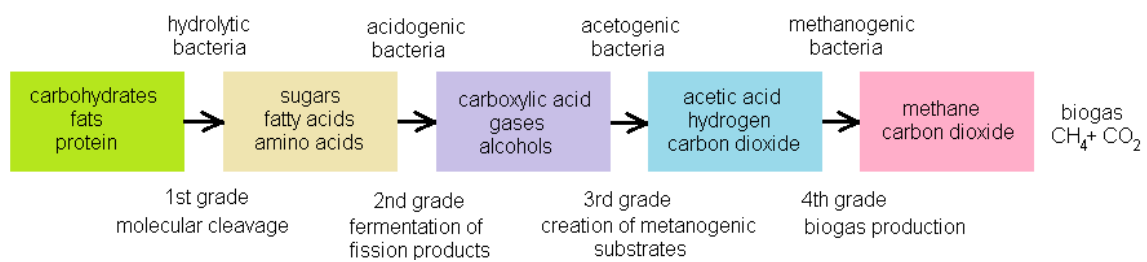 hydrolytic
bacteria
acidogenic
bacteria
acetogenic
bacteria
methanogenic
bacteria
carbohydrates
fats
protein
sugars
fatty acids
amino acids
carboxylic acid
gases
alcohols
acetic acid
hydrogen
carbon dioxide
methane
carbon dioxide
biogas
CH₄+ CO₂
1st grade
molecular cleavage
2nd grade
fermentation of
fission products
3rd grade
creation of metanogenic
substrates
4th grade
biogas production